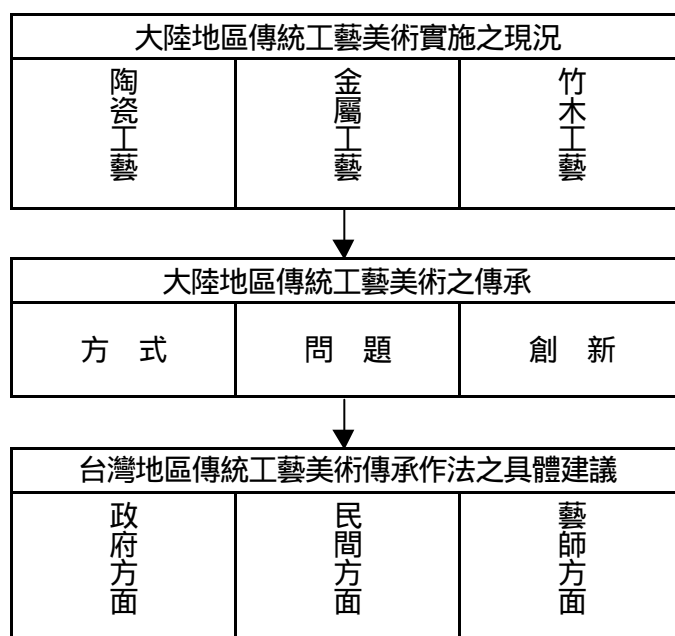 大陸地區傳統工藝美術實施之現況
陶瓷工藝
金屬工藝
竹木工藝
大陸地區傳統工藝美術之傳承
方 式
問 題
創 新
台灣地區傳統工藝美術傳承作法之具體建議
政府方面
民間方面
藝師方面